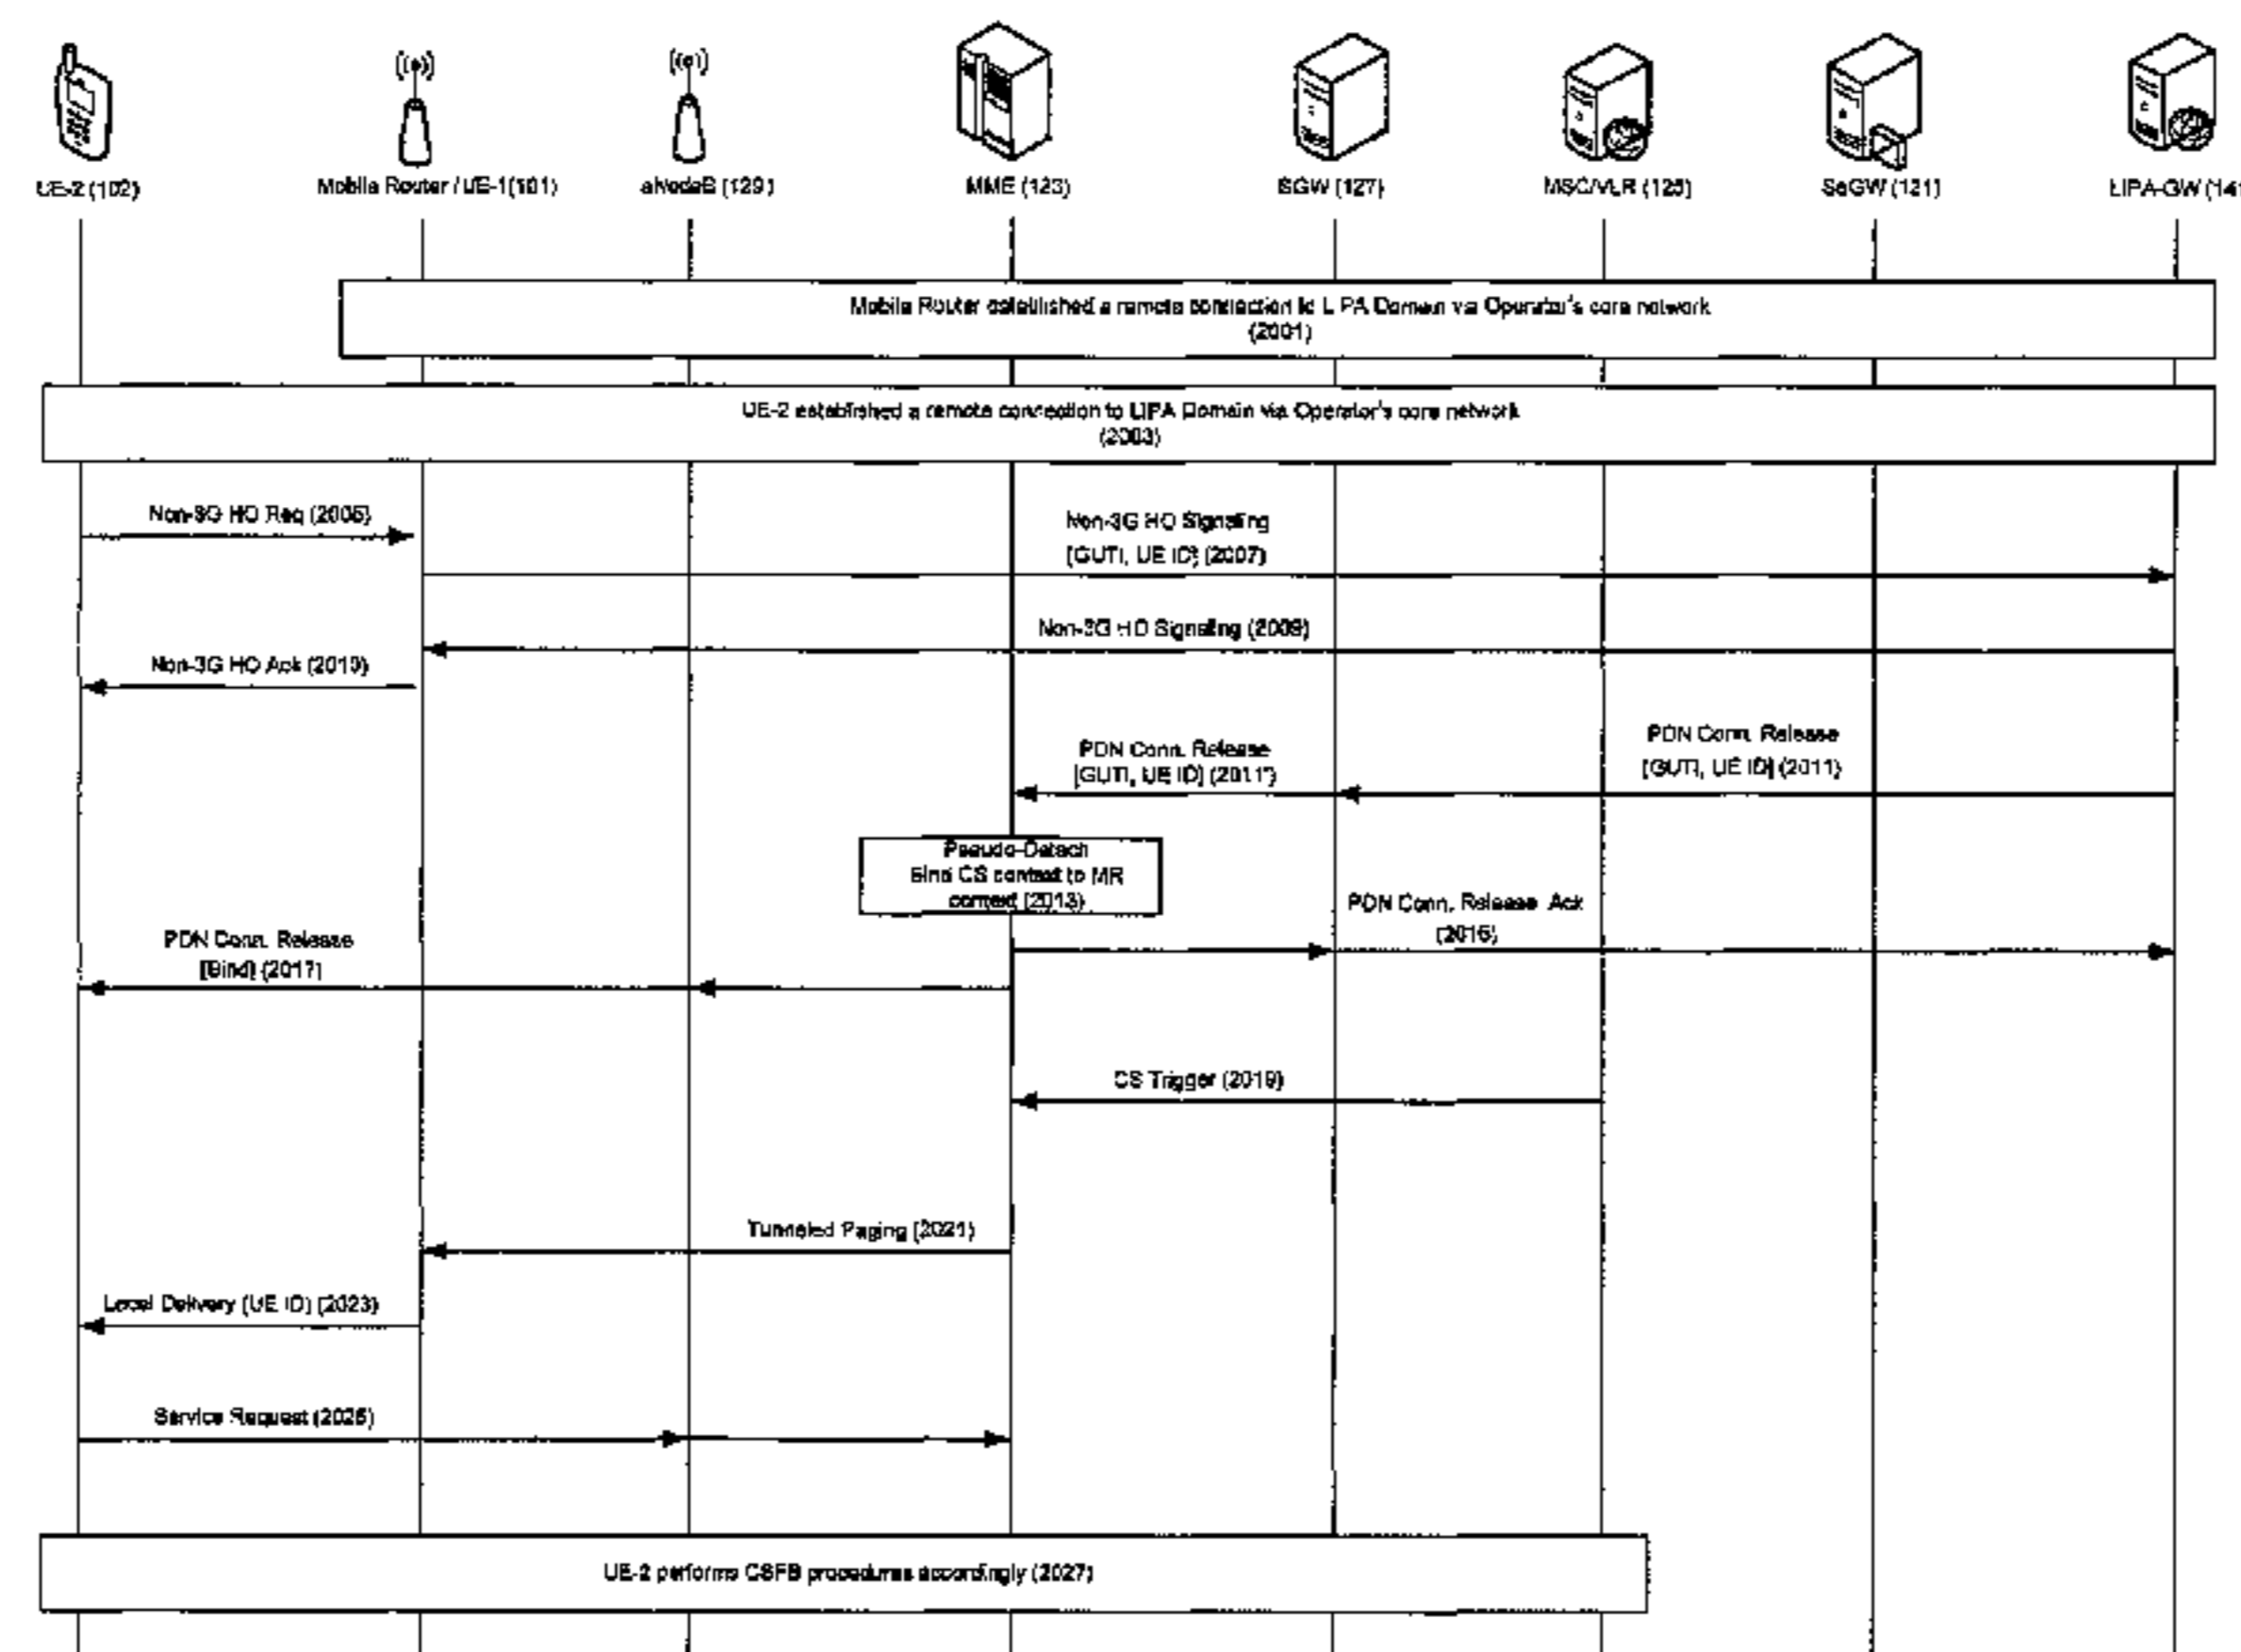 UE-2 (102)
Mobile Router / UE-1(101)
eNodeB (129)
MME (123)
SGW (127)
MSC/VLR (125)
SeGW (121)
LIPA-GW (141
Mobile Router established a remote connection to LIPA Domain via Operator's core network
(2001)
UE-2 established a remote connection to LIPA Domain via Operator's core network
(2003)
Non-3G HO Req (2005)
Non-3G HO Signaling
[GUTI, UE ID] (2007)
Non-3G HO Signaling (2009)
Non-3G HO Ack (2010)
PDN Conn. Release
[GUTI, UE ID] (2011)
PDN Conn. Release
[GUTI, UE ID] (2011')
Pseudo-Detach
Bind CS context to MR
context (2013)
PDN Conn. Release Ack
(2015)
PDN Conn. Release
[Bind] (2017)
CS Trigger (2019)
Tunneled Paging (2021)
Local Delivery (UE ID) (2023)
Service Request (2025)
UE-2 performs CSFB procedures accordingly (2027)